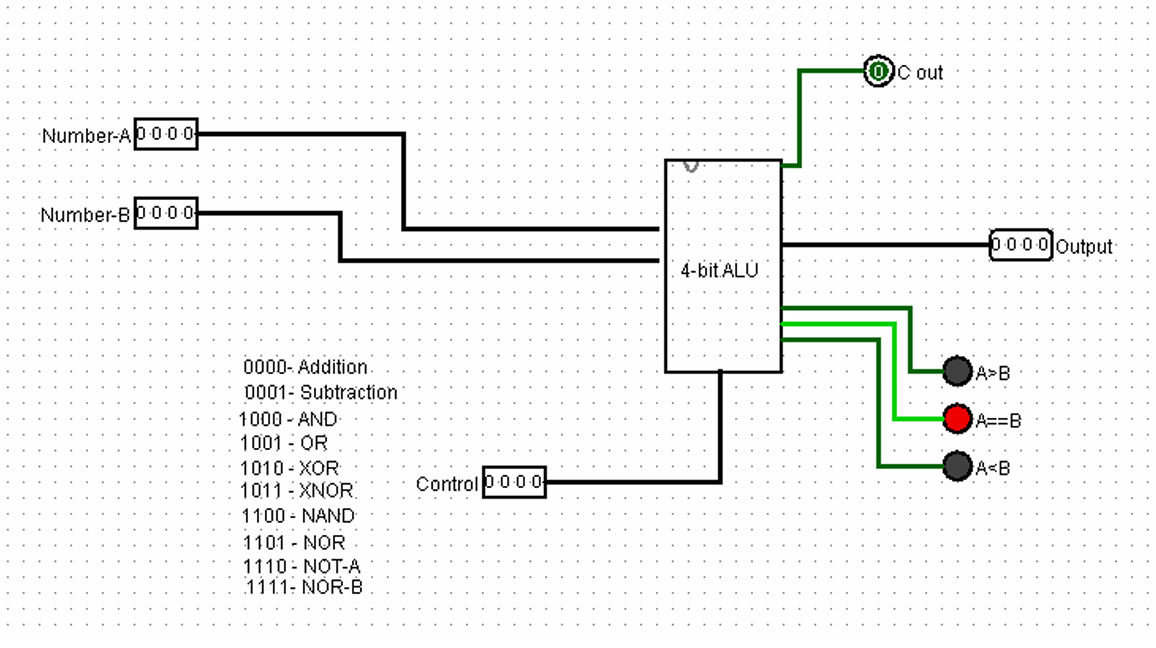 0 C out
Number-A 0 0 0 0
Number-B 0 0 0 0
4-bit ALU
0 0 0 0 Output
0000- Addition
0001- Subtraction
1000 - AND
1001 - OR
1010 - XOR
1011 - XNOR
1100 - NAND
1101 - NOR
1110 - NOT-A
1111- NOR-B
Control 0 0 0 0
A>B
A==B
A<B